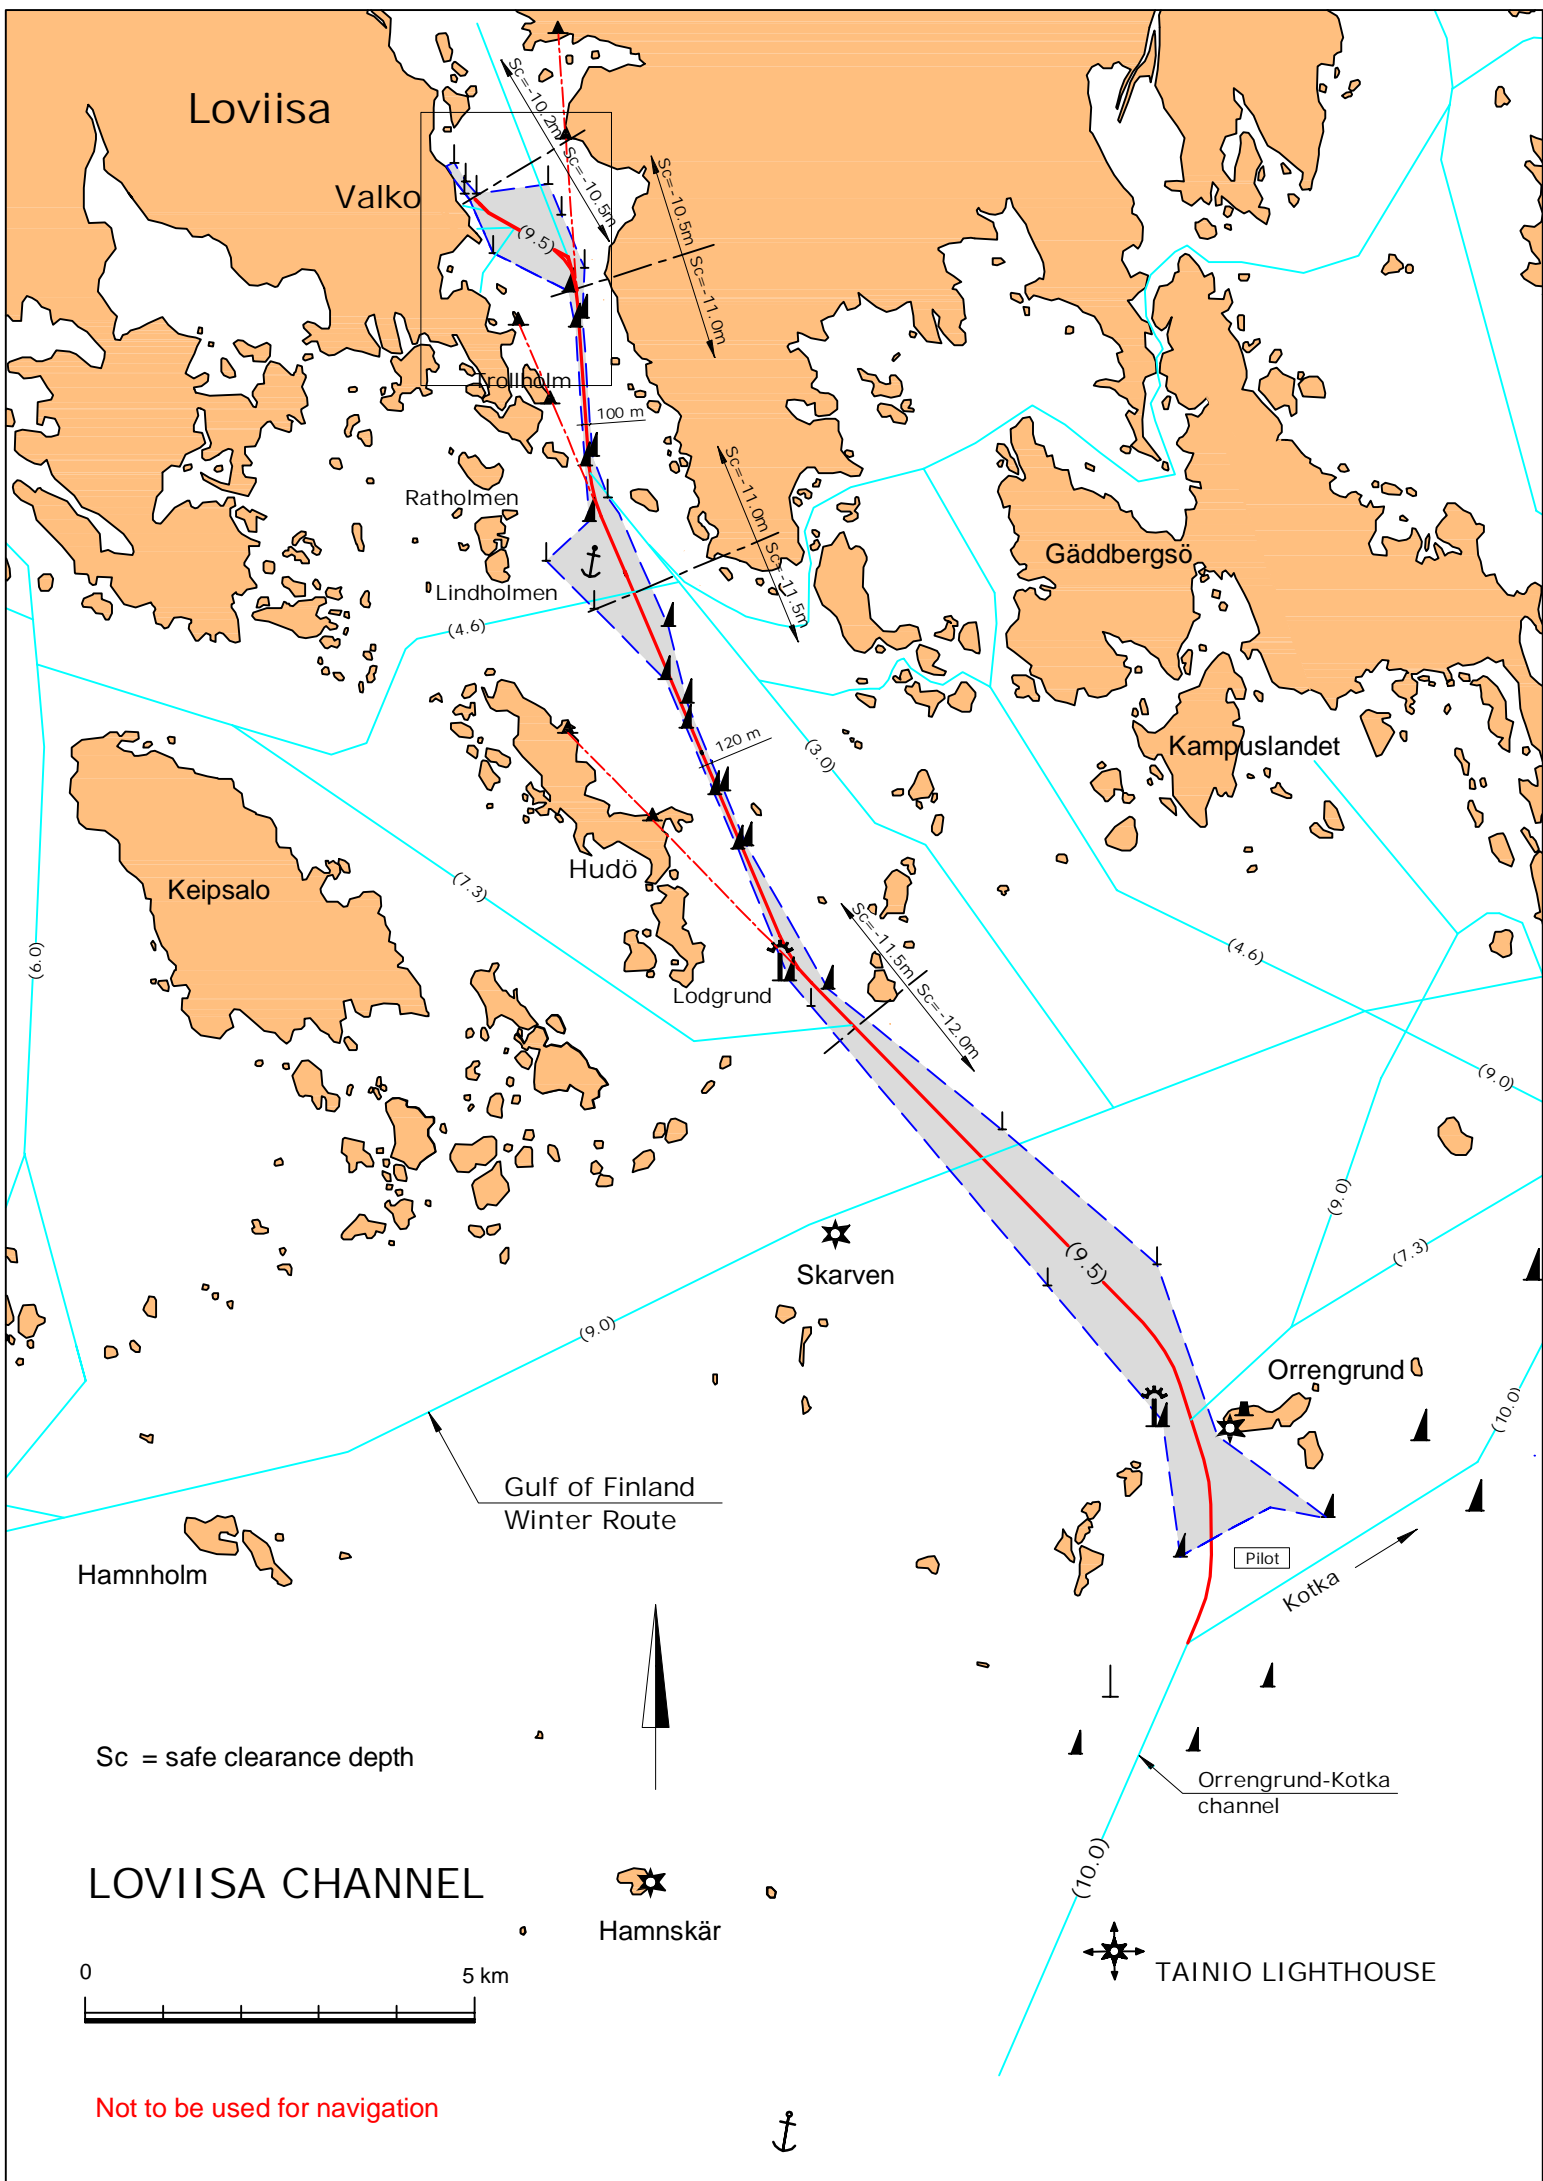 Loviisa
Sc=-10.2m
Sc=-10.5m
Sc=-10.5m
Sc=-11.0m
Valko
(9.5)
Trollholm
100 m
Ratholmen
Sc=-11.0m
Sc=-11.5m
Gäddbergsö
Lindholmen
(4.6)
Kampuslandet
120 m
(3.0)
Hudö
Keipsalo
(7.3)
(6.0)
Sc=-11.5m
Sc=-12.0m
(4.6)
Lodgrund
(9.0)
(9.0)
(7.3)
(9.5)
Skarven
(9.0)
Orrengrund
(10.0)
Gulf of Finland
Winter Route
Pilot
Kotka
Hamnholm
Sc = safe clearance depth
Orrengrund-Kotka
channel
(10.0)
LOVIISA CHANNEL
Hamnskär
TAINIO LIGHTHOUSE
0 5 km
Not to be used for navigation